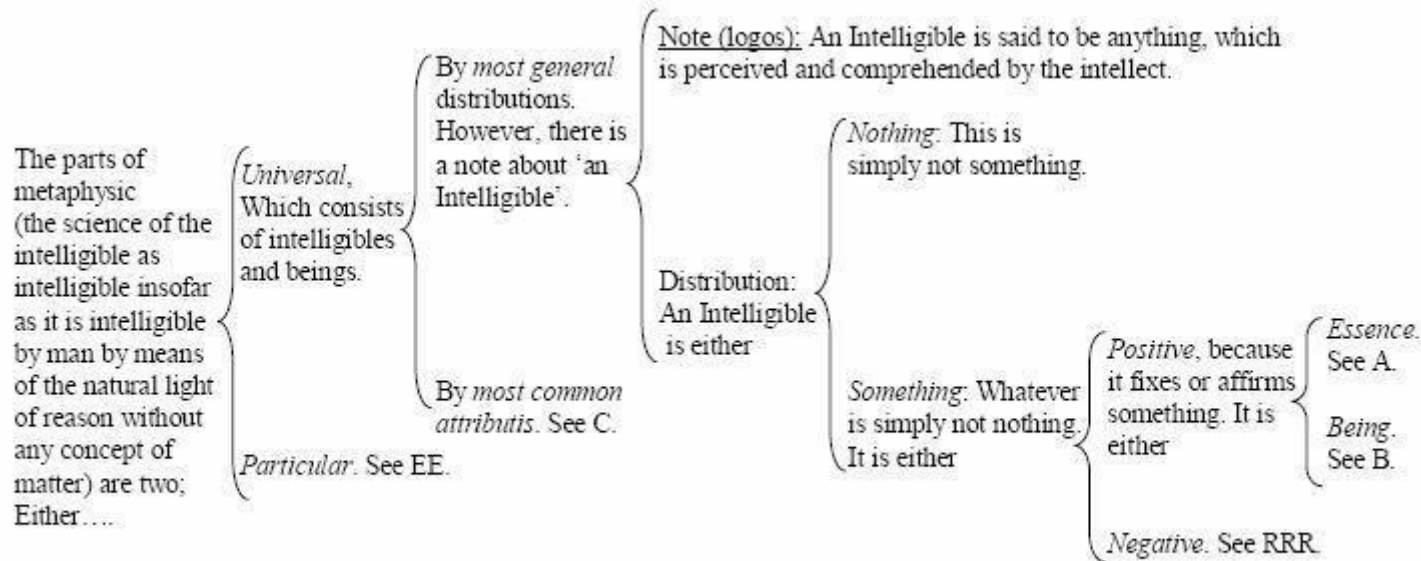 The parts of
metaphysic
(the science of the
intelligible as
intelligible insofar
as it is intelligible
by man by means
of the natural light
of reason without
any concept of
matter) are two;
Either….
Universal,
Which consists
of intelligibles
and beings.
By most general
distributions.
However, there is
a note about ‘an
Intelligible’.
Note (logos): An Intelligible is said to be anything, which
is perceived and comprehended by the intellect.
Distribution:
An Intelligible
is either
Nothing: This is
simply not something.
Something: Whatever
is simply not nothing.
It is either
Positive, because
it fixes or affirms
something. It is
either
Essence.
See A.
Being.
See B.
Negative. See RRR.
By most common
attributis. See C.
Particular. See EE.